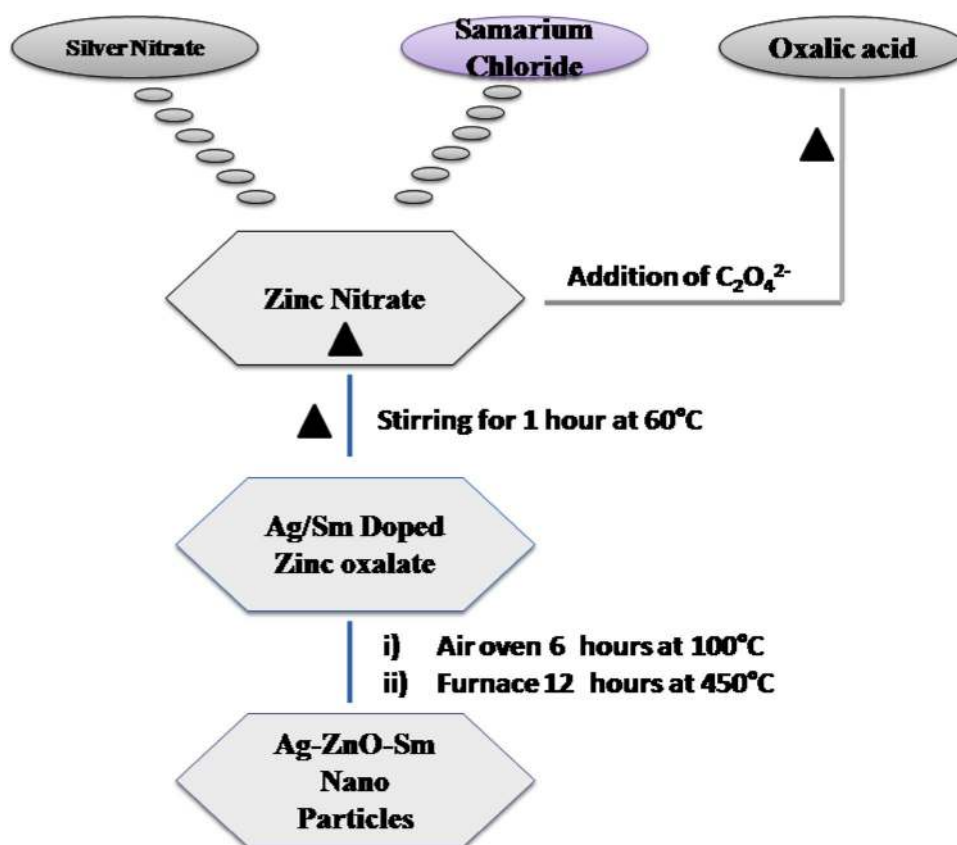 Silver Nitrate
Samarium
Chloride
Oxalic acid
Zinc Nitrate
Addition of C₂O₄²⁻
Stirring for 1 hour at 60°C
Ag/Sm Doped
Zinc oxalate
i) Air oven 6 hours at 100°C
ii) Furnace 12 hours at 450°C
Ag-ZnO-Sm
Nano
Particles